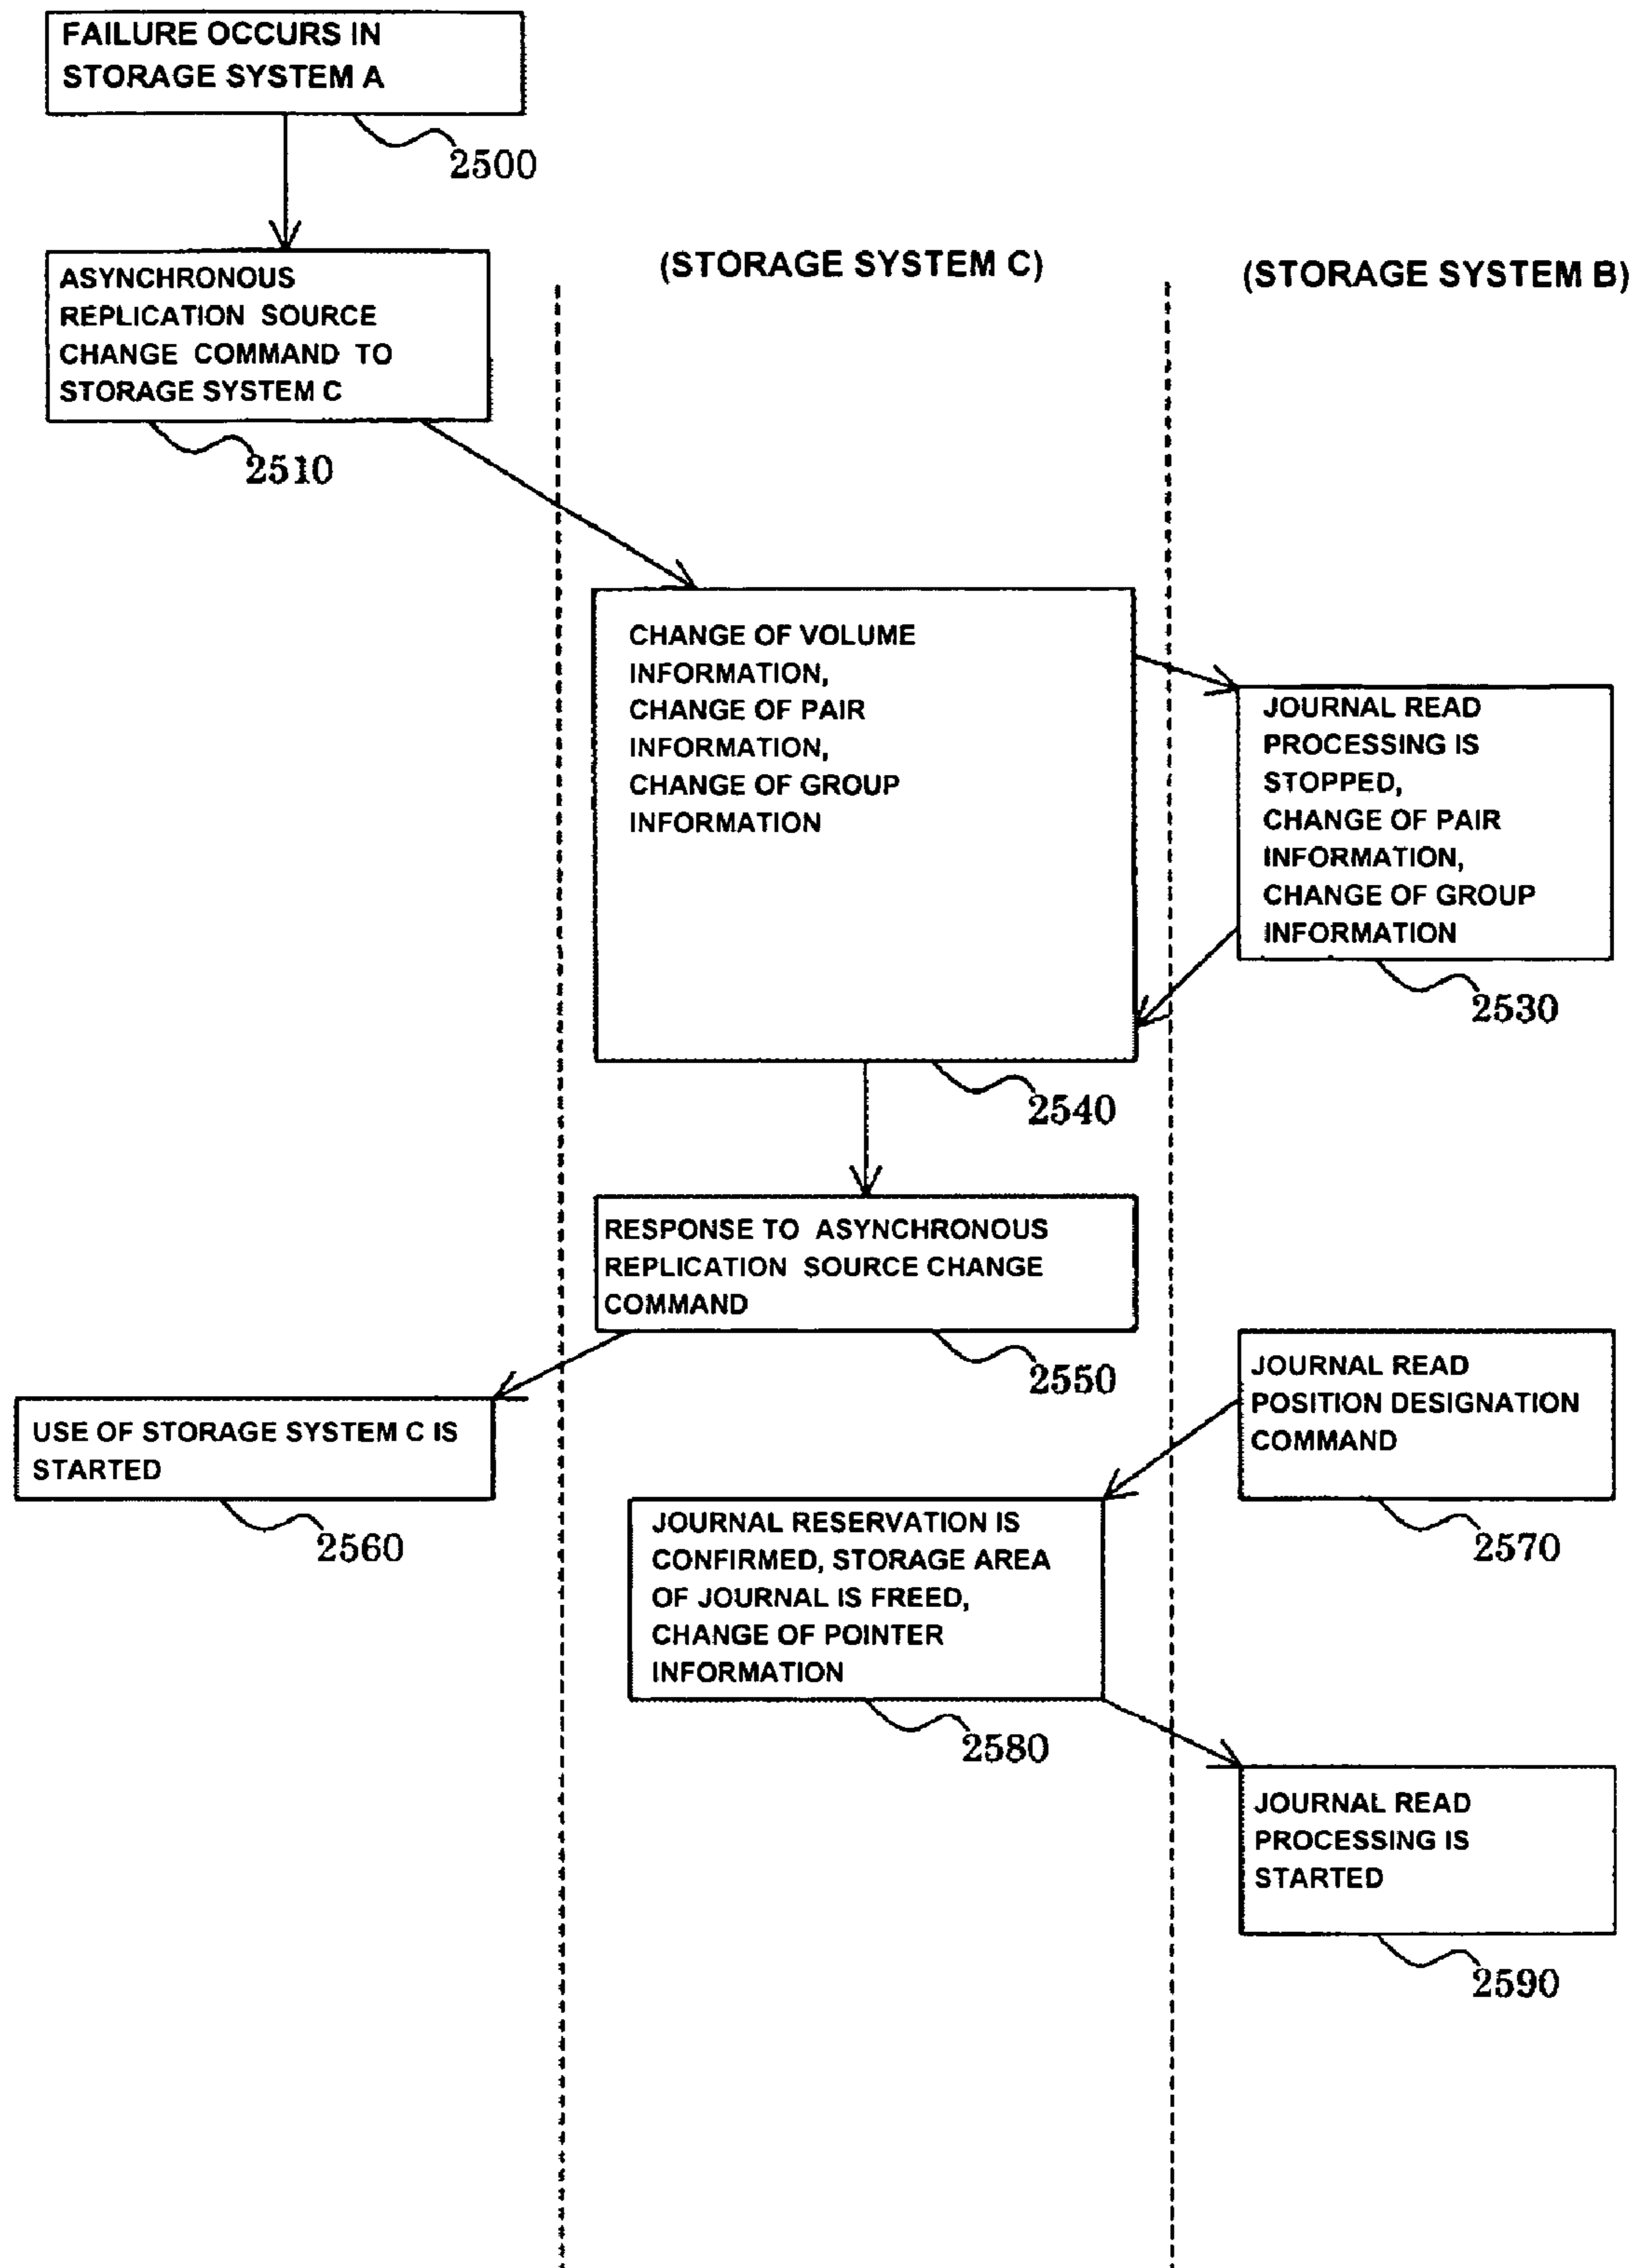 FAILURE OCCURS IN
STORAGE SYSTEM A
2500
ASYNCHRONOUS
REPLICATION SOURCE
CHANGE COMMAND TO
STORAGE SYSTEM C
2510
(STORAGE SYSTEM C)
(STORAGE SYSTEM B)
CHANGE OF VOLUME
INFORMATION,
CHANGE OF PAIR
INFORMATION,
CHANGE OF GROUP
INFORMATION
2540
JOURNAL READ
PROCESSING IS
STOPPED,
CHANGE OF PAIR
INFORMATION,
CHANGE OF GROUP
INFORMATION
2530
RESPONSE TO ASYNCHRONOUS
REPLICATION SOURCE CHANGE
COMMAND
2550
USE OF STORAGE SYSTEM C IS
STARTED
2560
JOURNAL READ
POSITION DESIGNATION
COMMAND
2570
JOURNAL RESERVATION IS
CONFIRMED, STORAGE AREA
OF JOURNAL IS FREED,
CHANGE OF POINTER
INFORMATION
2580
JOURNAL READ
PROCESSING IS
STARTED
2590